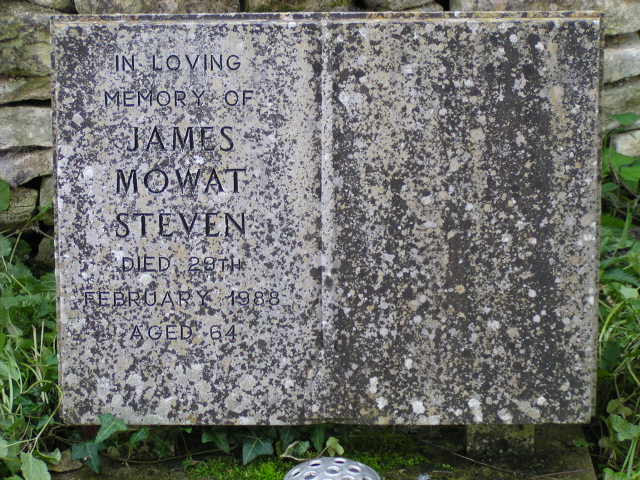 IN LOVING
MEMORY OF
JAMES
MOWAT
STEVEN
DIED 28TH
FEBRUARY 1988
AGED 64